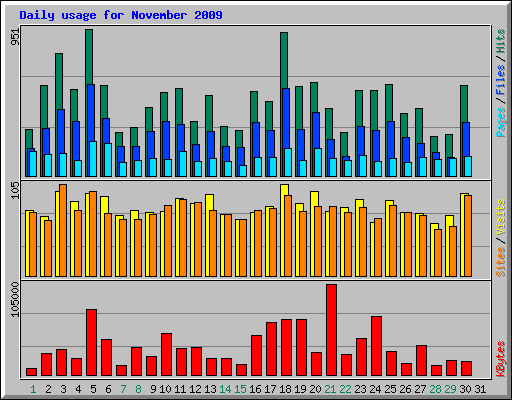 Daily usage for November 2009
951
Pages / Files / Hits
105
Sites / Visits
105000
KBytes
1 2 3 4 5 6 7 8 9 10 11 12 13 14 15 16 17 18 19 20 21 22 23 24 25 26 27 28 29 30 31